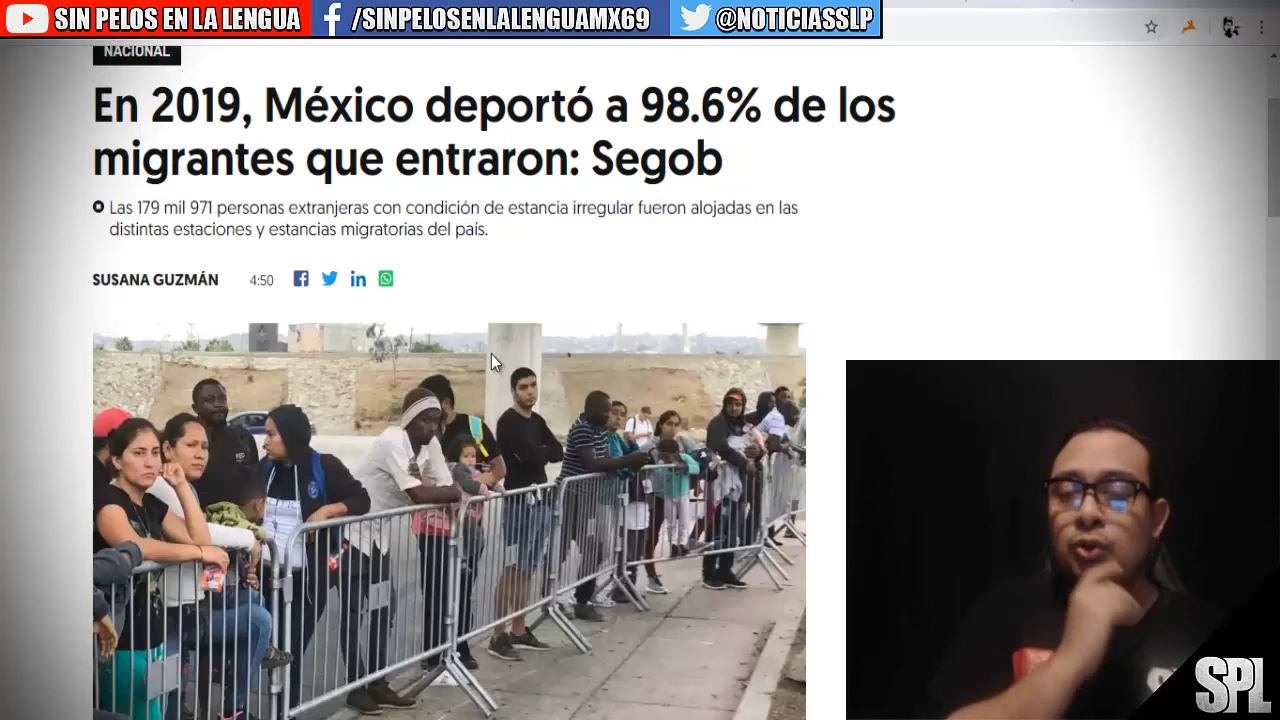 SIN PELOS EN LA LENGUA
/SINPELOSENLALENGUAMX69
@NOTICIASSLP
NACIONAL
En 2019, México deportó a 98.6% de los
migrantes que entraron: Segob
Las 179 mil 971 personas extranjeras con condición de estancia irregular fueron alojadas en las
distintas estaciones y estancias migratorias del país.
SUSANA GUZMÁN 4:50
SPL